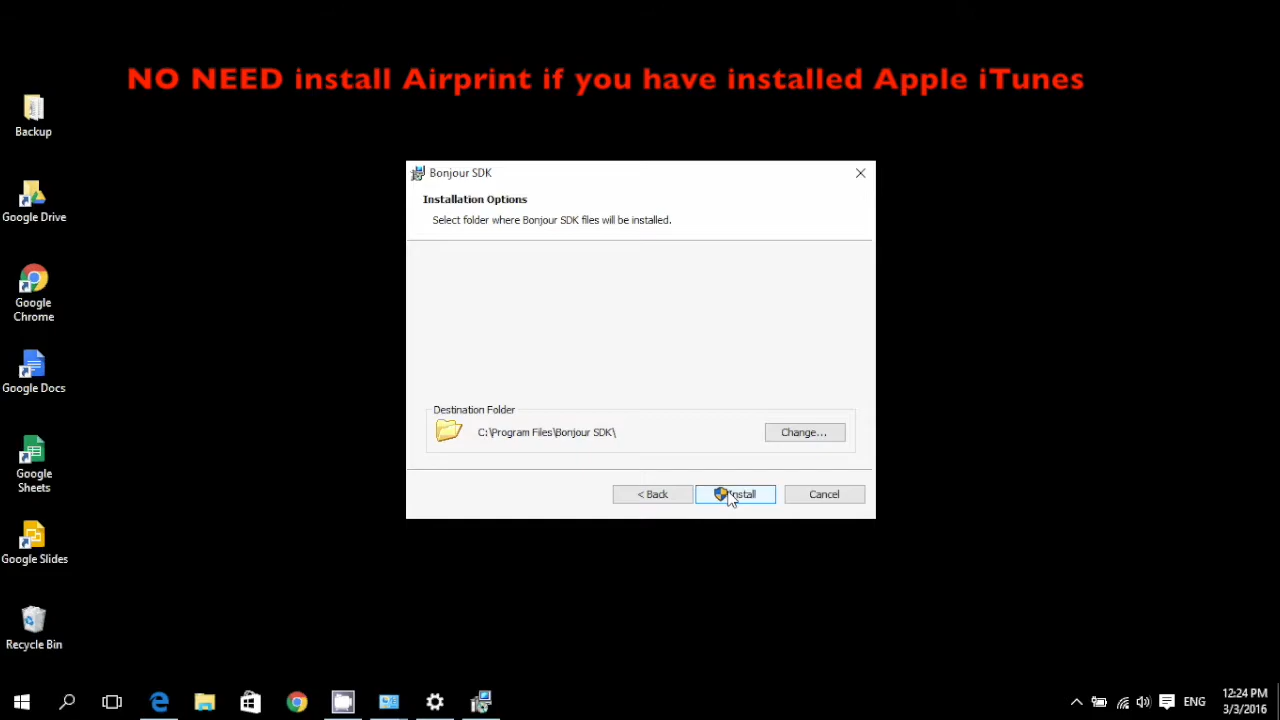 NO NEED install Airprint if you have installed Apple iTunes
Backup
Google Drive
Google
Chrome
Google Docs
Google
Sheets
Google Slides
Recycle Bin
Bonjour SDK
Installation Options
Select folder where Bonjour SDK files will be installed.
Destination Folder
C:\Program Files\Bonjour SDK\
Change...
< Back
Install
Cancel
ENG
12:24 PM
3/3/2016